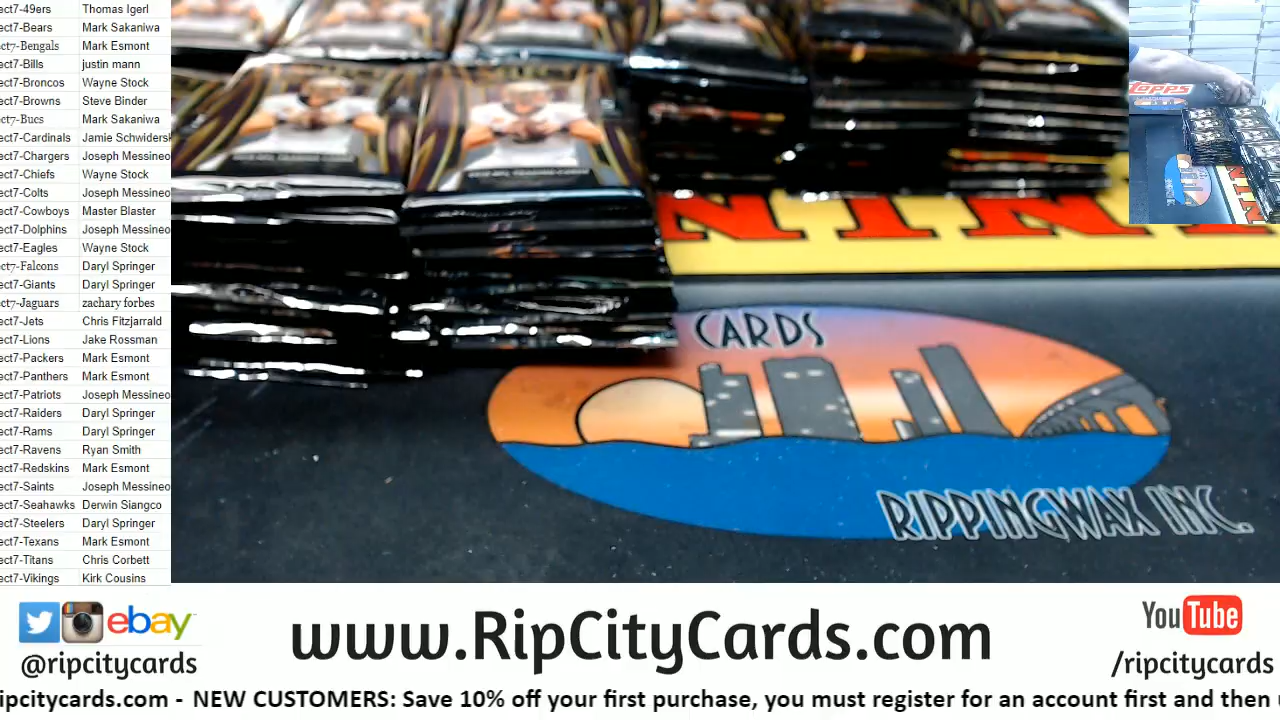 ect7-49ers Thomas Igerl
ect7-Bears Mark Sakaniwa
ect7-Bengals Mark Esmont
ect7-Bills justin mann
ect7-Broncos Wayne Stock
ect7-Browns Steve Binder
ect7-Bucs Mark Sakaniwa
ect7-Cardinals Jamie Schwidersk
ect7-Chargers Joseph Messineo
ect7-Chiefs Wayne Stock
ect7-Colts Joseph Messineo
ect7-Cowboys Master Blaster
ect7-Dolphins Joseph Messineo
ect7-Eagles Wayne Stock
ect7-Falcons Daryl Springer
ect7-Giants Daryl Springer
ect7-Jaguars zachary forbes
ect7-Jets Chris Fitzjarrald
ect7-Lions Jake Rossman
ect7-Packers Mark Esmont
ect7-Panthers Mark Esmont
ect7-Patriots Joseph Messineo
ect7-Raiders Daryl Springer
ect7-Rams Daryl Springer
ect7-Ravens Ryan Smith
ect7-Redskins Mark Esmont
ect7-Saints Joseph Messineo
ect7-Seahawks Derwin Siangco
ect7-Steelers Daryl Springer
ect7-Texans Mark Esmont
ect7-Titans Chris Corbett
ect7-Vikings Kirk Cousins
Topps
NINI
CARDS
RIPPINGWAX INC.
ebay
@ripcitycards
www.RipCityCards.com
YouTube
/ripcitycards
ipcitycards.com - NEW CUSTOMERS: Save 10% off your first purchase, you must register for an account first and then